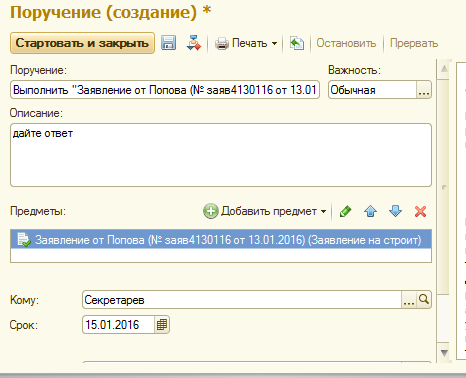 Поручение (создание) *
Стартовать и закрыть Печать Остановить Прервать
Поручение: Важность:
Выполнить "Заявление от Попова (№ заяв4130116 от 13.01 Обычная ...
Описание:
дайте ответ
Предметы: Добавить предмет
Заявление от Попова (№ заяв4130116 от 13.01.2016) (Заявление на строит)
Кому: Секретарев ...
Срок: 15.01.2016